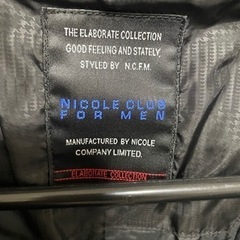 THE ELABORATE COLLECTION
GOOD FEELING AND STATELY.
STYLED BY N.C.F.M.
NICOLE CLUB
FOR MEN
MANUFACTURED BY NICOLE
COMPANY LIMITED.
ELABORATE COLLECTION